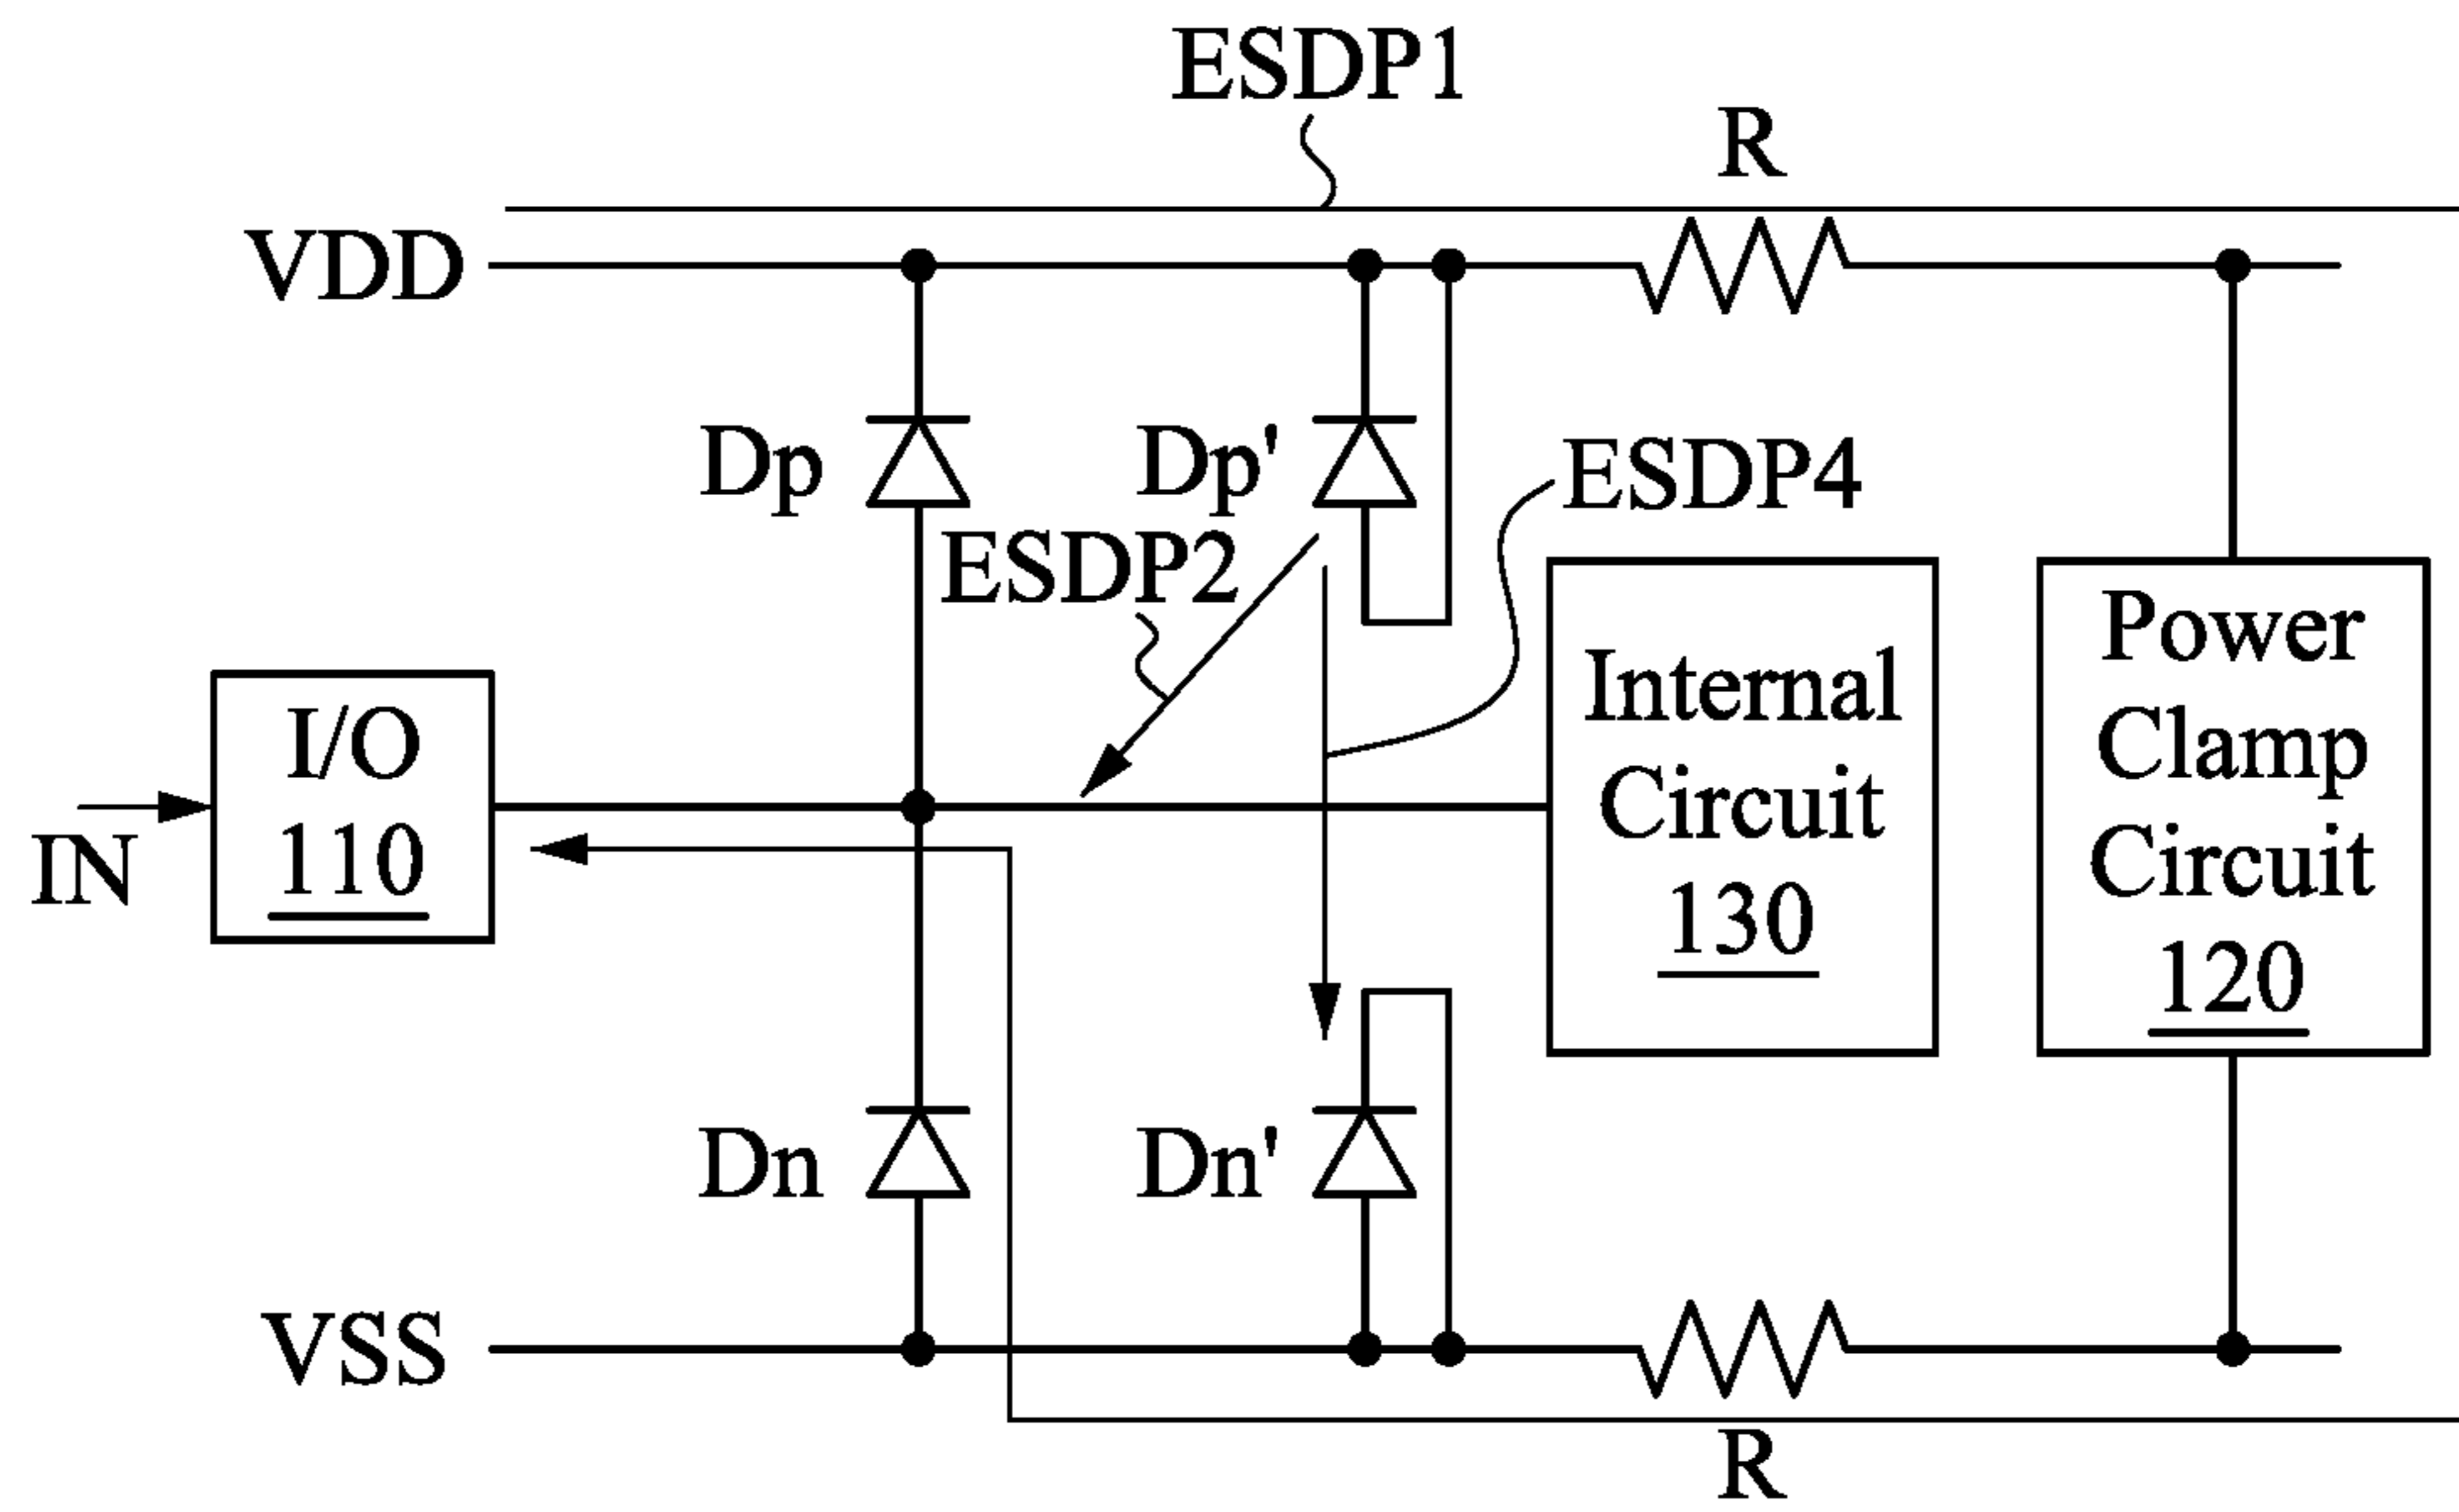 ESDP1
R
VDD
Dp
Dp'
ESDP4
ESDP2
I/O
110
IN
Internal
Circuit
130
Power
Clamp
Circuit
120
Dn
Dn'
VSS
R